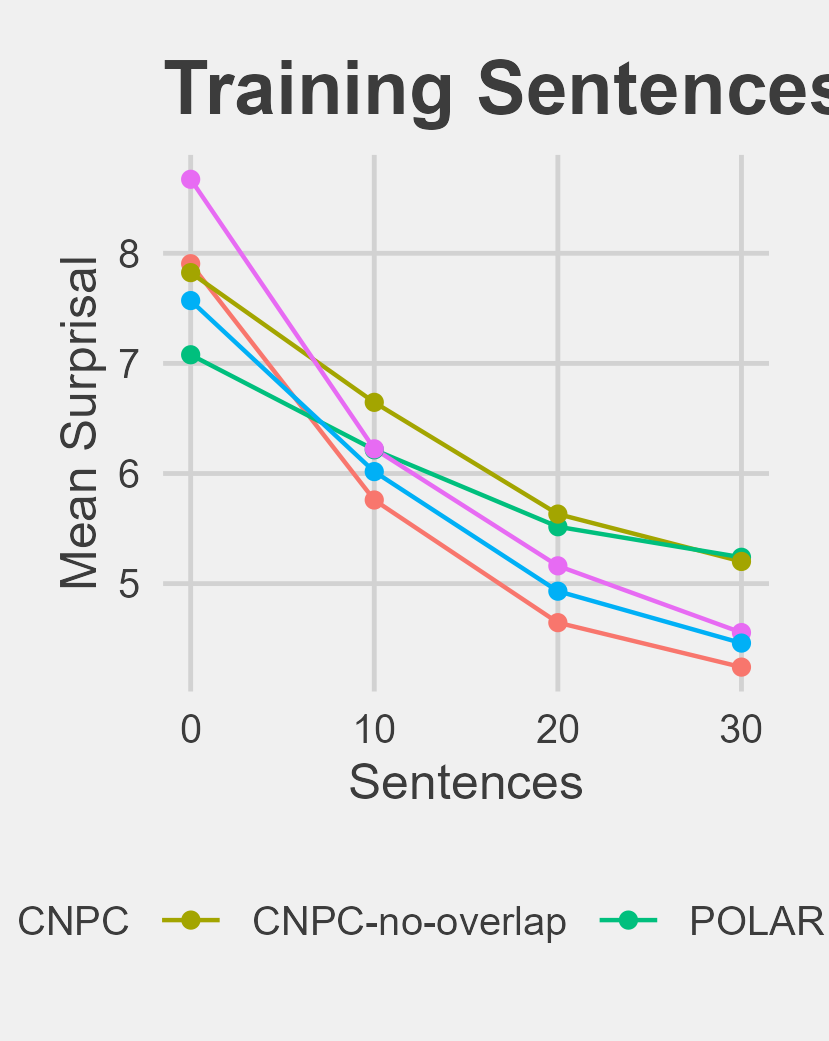 Training Sentences
Mean Surprisal
8
7
6
5
0 10 20 30
Sentences
CNPC CNPC-no-overlap POLAR